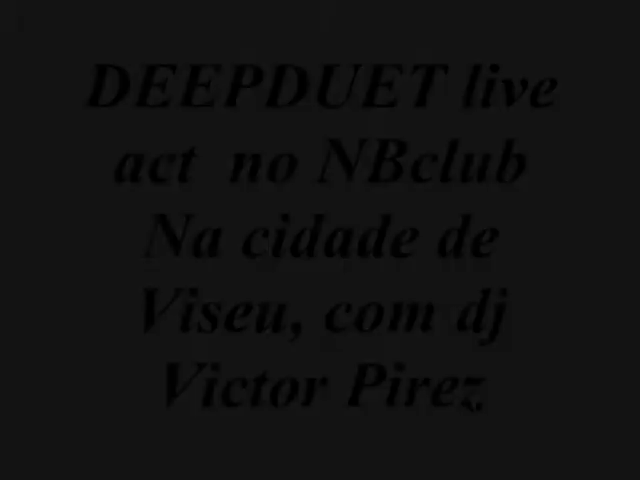 DEEPDUET live
act no NBclub
Na cidade de
Viseu, com dj
Victor Pirez